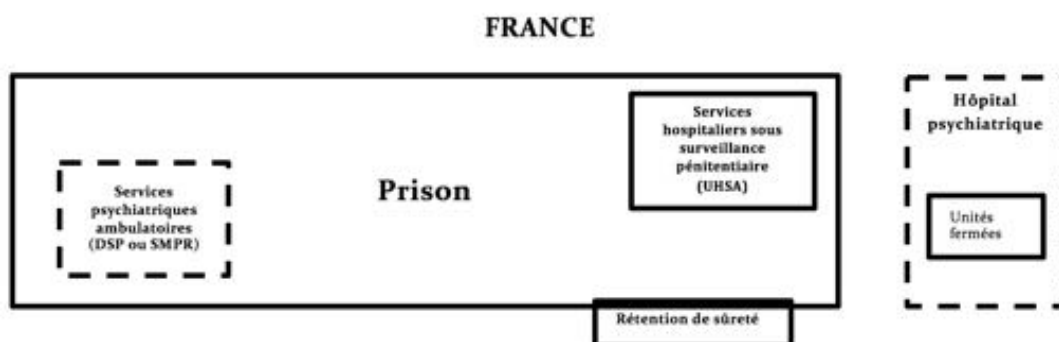 FRANCE
Services
psychiatriques
ambulatoires
(DSP ou SMPR)
Prison
Services
hospitaliers sous
surveillance
pénitentiaire
(UHSA)
Rétention de sûreté
Hôpital
psychiatrique
Unités
fermées